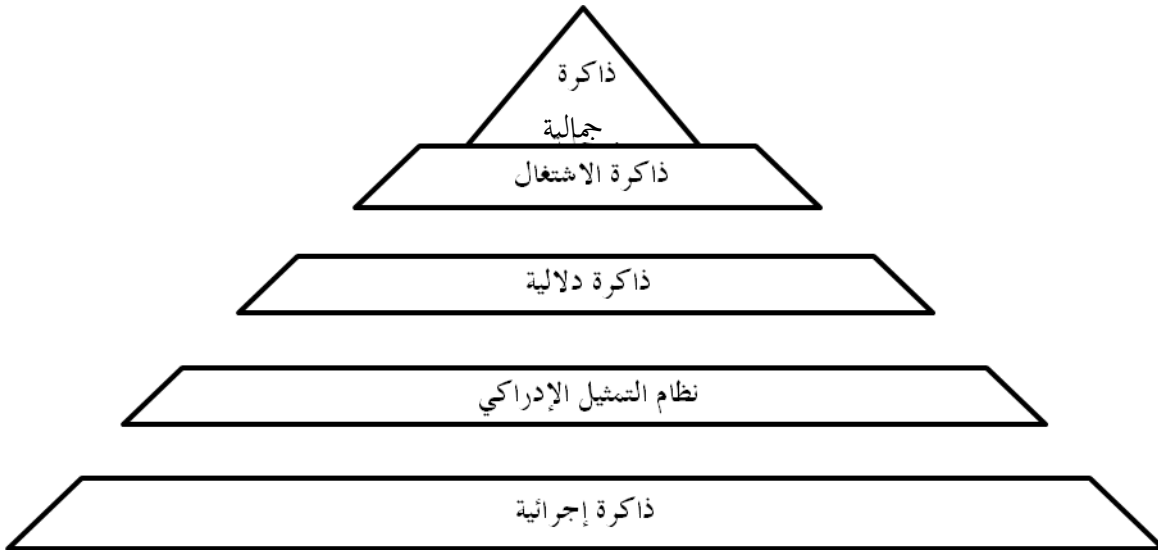 ذاكرة
جمالية
ذاكرة الاشتغال
ذاكرة دلالية
نظام التمثيل الإدراكي
ذاكرة إجرائية